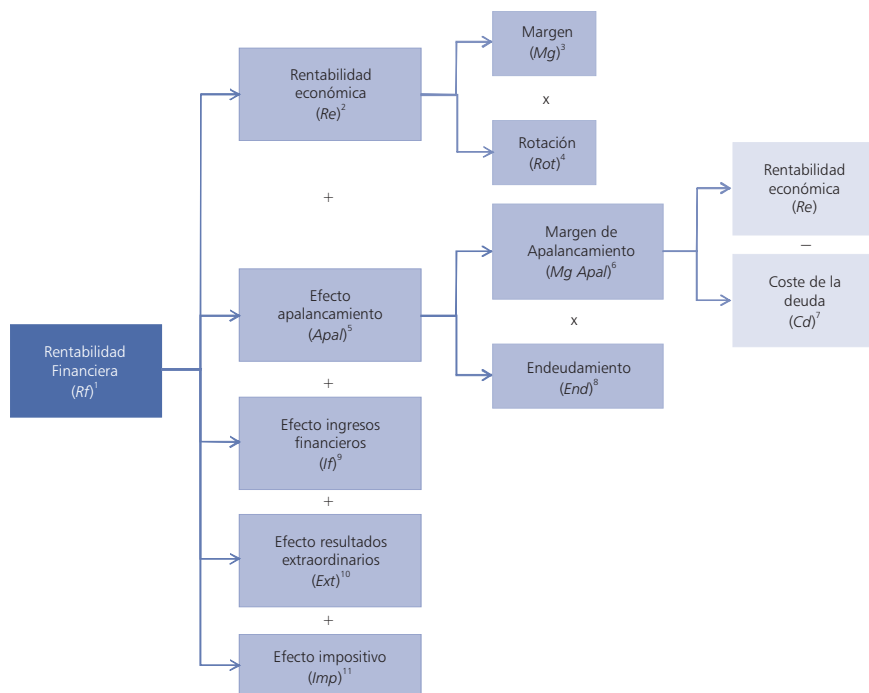 Rentabilidad
Financiera
(Rf)¹
Rentabilidad
económica
(Re)²
+
Efecto
apalancamiento
(Apal)⁵
+
Efecto ingresos
financieros
(If)⁹
+
Efecto resultados
extraordinarios
(Ext)¹⁰
+
Efecto impositivo
(Imp)¹¹
Margen
(Mg)³
x
Rotación
(Rot)⁴
Margen de
Apalancamiento
(Mg Apal)⁶
x
Endeudamiento
(End)⁸
Rentabilidad
económica
(Re)
–
Coste de la
deuda
(Cd)⁷